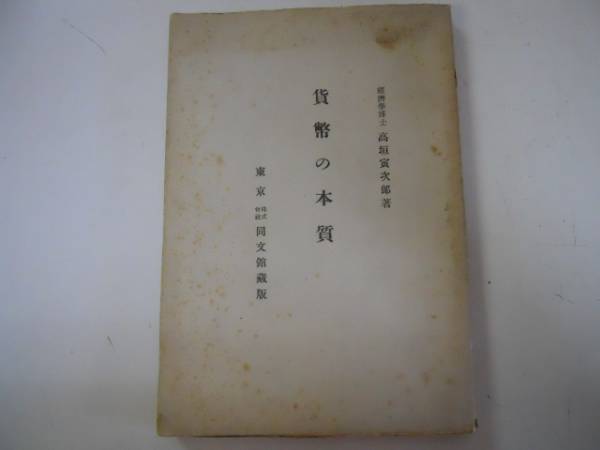 經濟學博士 高垣寅次郎著
貨幣の本質
東京 株式會社 同文館藏版